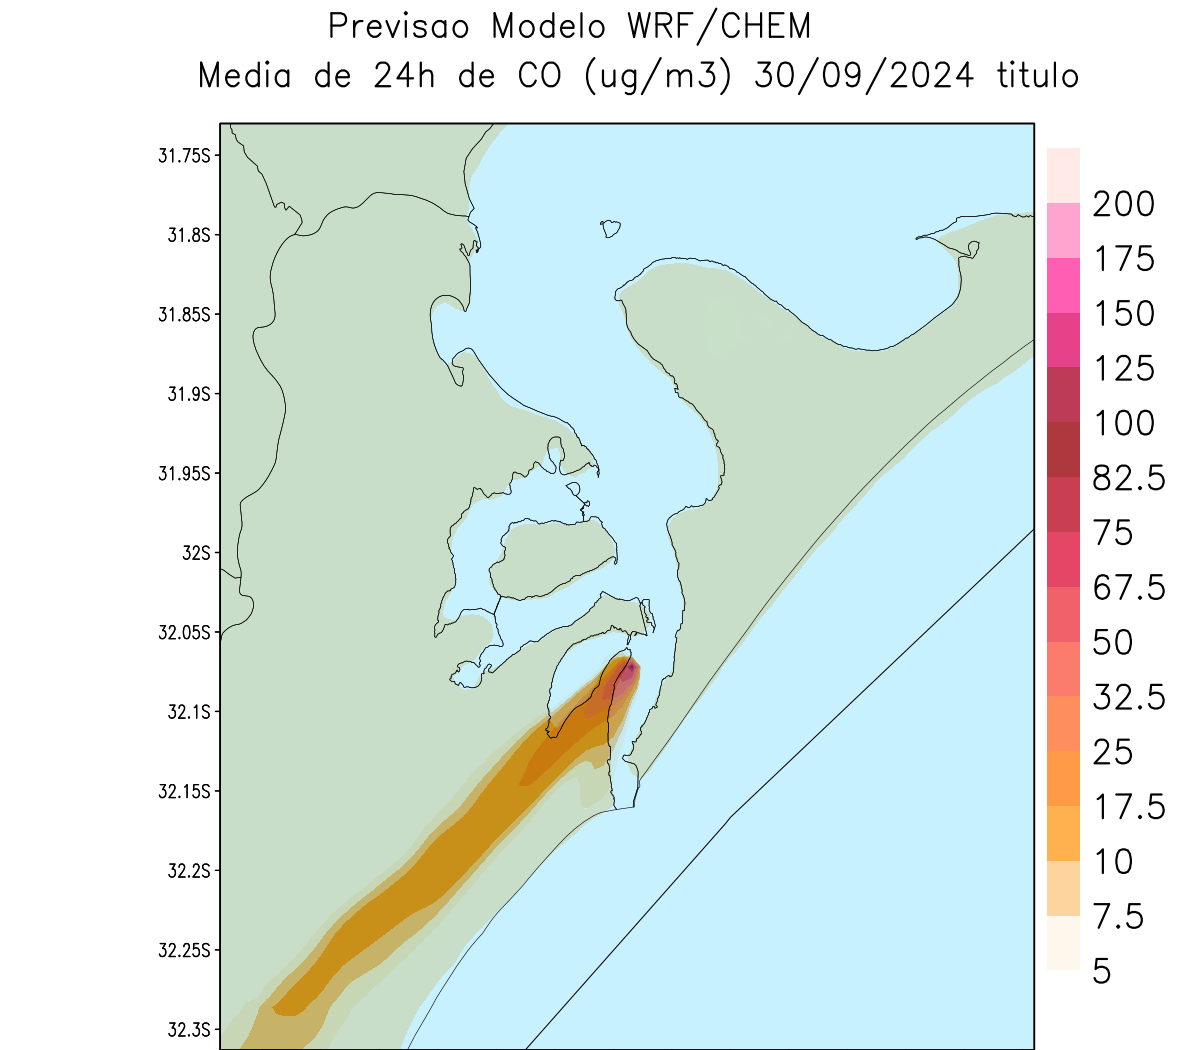 Previsao Modelo WRF/CHEM
Media de 24h de CO (ug/m3) 30/09/2024 titulo
31.75S
31.8S
31.85S
31.9S
31.95S
32S
32.05S
32.1S
32.15S
32.2S
32.25S
32.3S
200
175
150
125
100
82.5
75
67.5
50
32.5
25
17.5
10
7.5
5